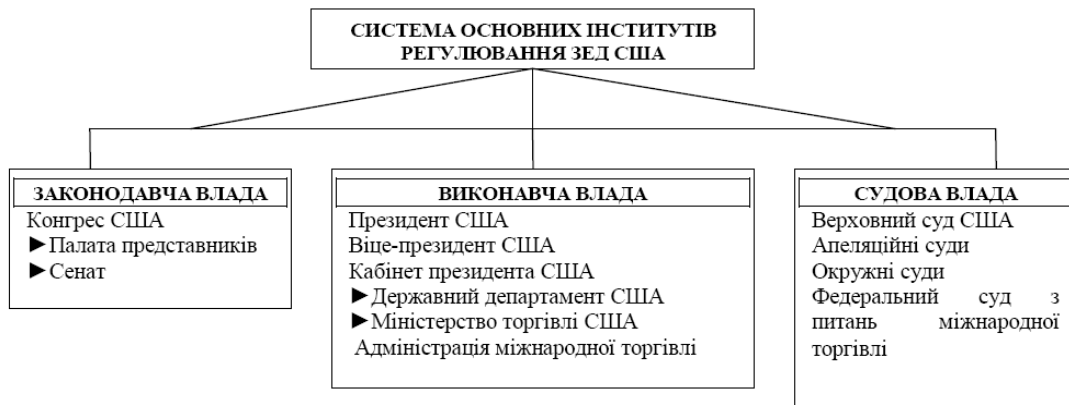 СИСТЕМА ОСНОВНИХ ІНСТИТУТІВ
РЕГУЛЮВАННЯ ЗЕД США
ЗАКОНОДАВЧА ВЛАДА
Конгрес США
►Палата представників
►Сенат
ВИКОНАВЧА ВЛАДА
Президент США
Віце-президент США
Кабінет президента США
►Державний департамент США
►Міністерство торгівлі США
Адміністрація міжнародної торгівлі
СУДОВА ВЛАДА
Верховний суд США
Апеляційні суди
Окружні суди
Федеральний суд з
питань міжнародної
торгівлі